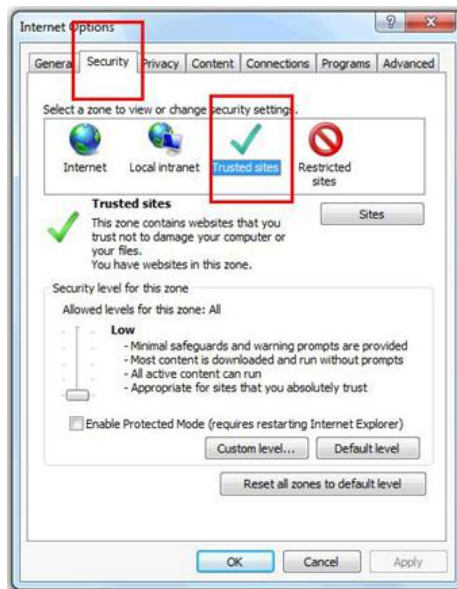 Internet Options
General Security Privacy Content Connections Programs Advanced
Select a zone to view or change security settings.
Internet Local intranet Trusted sites Restricted
sites
Trusted sites
Sites
This zone contains websites that you
trust not to damage your computer or
your files.
You have websites in this zone.
Security level for this zone
Allowed levels for this zone: All
Low
- Minimal safeguards and warning prompts are provided
- Most content is downloaded and run without prompts
- All active content can run
- Appropriate for sites that you absolutely trust
Enable Protected Mode (requires restarting Internet Explorer)
Custom level... Default level
Reset all zones to default level
OK Cancel Apply